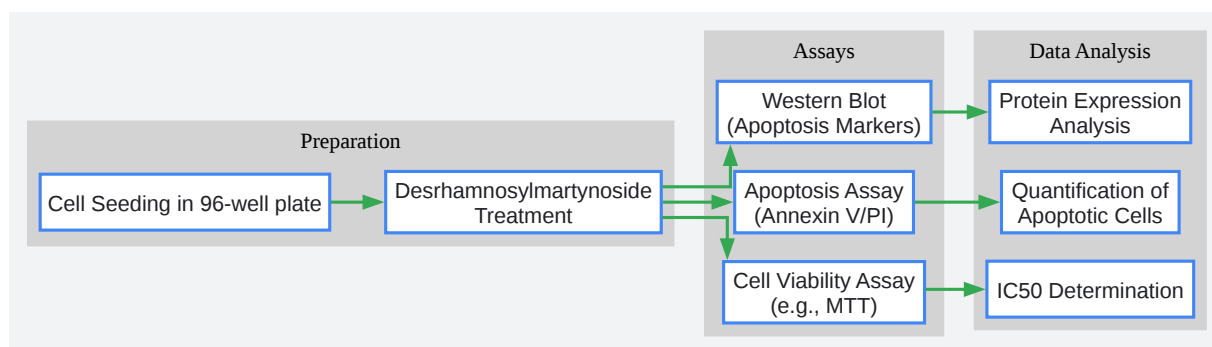 Preparation
Cell Seeding in 96-well plate
Desrhamnosylmartynoside
Treatment
Assays
Western Blot
(Apoptosis Markers)
Apoptosis Assay
(Annexin V/PI)
Cell Viability Assay
(e.g., MTT)
Data Analysis
Protein Expression
Analysis
Quantification of
Apoptotic Cells
IC50 Determination